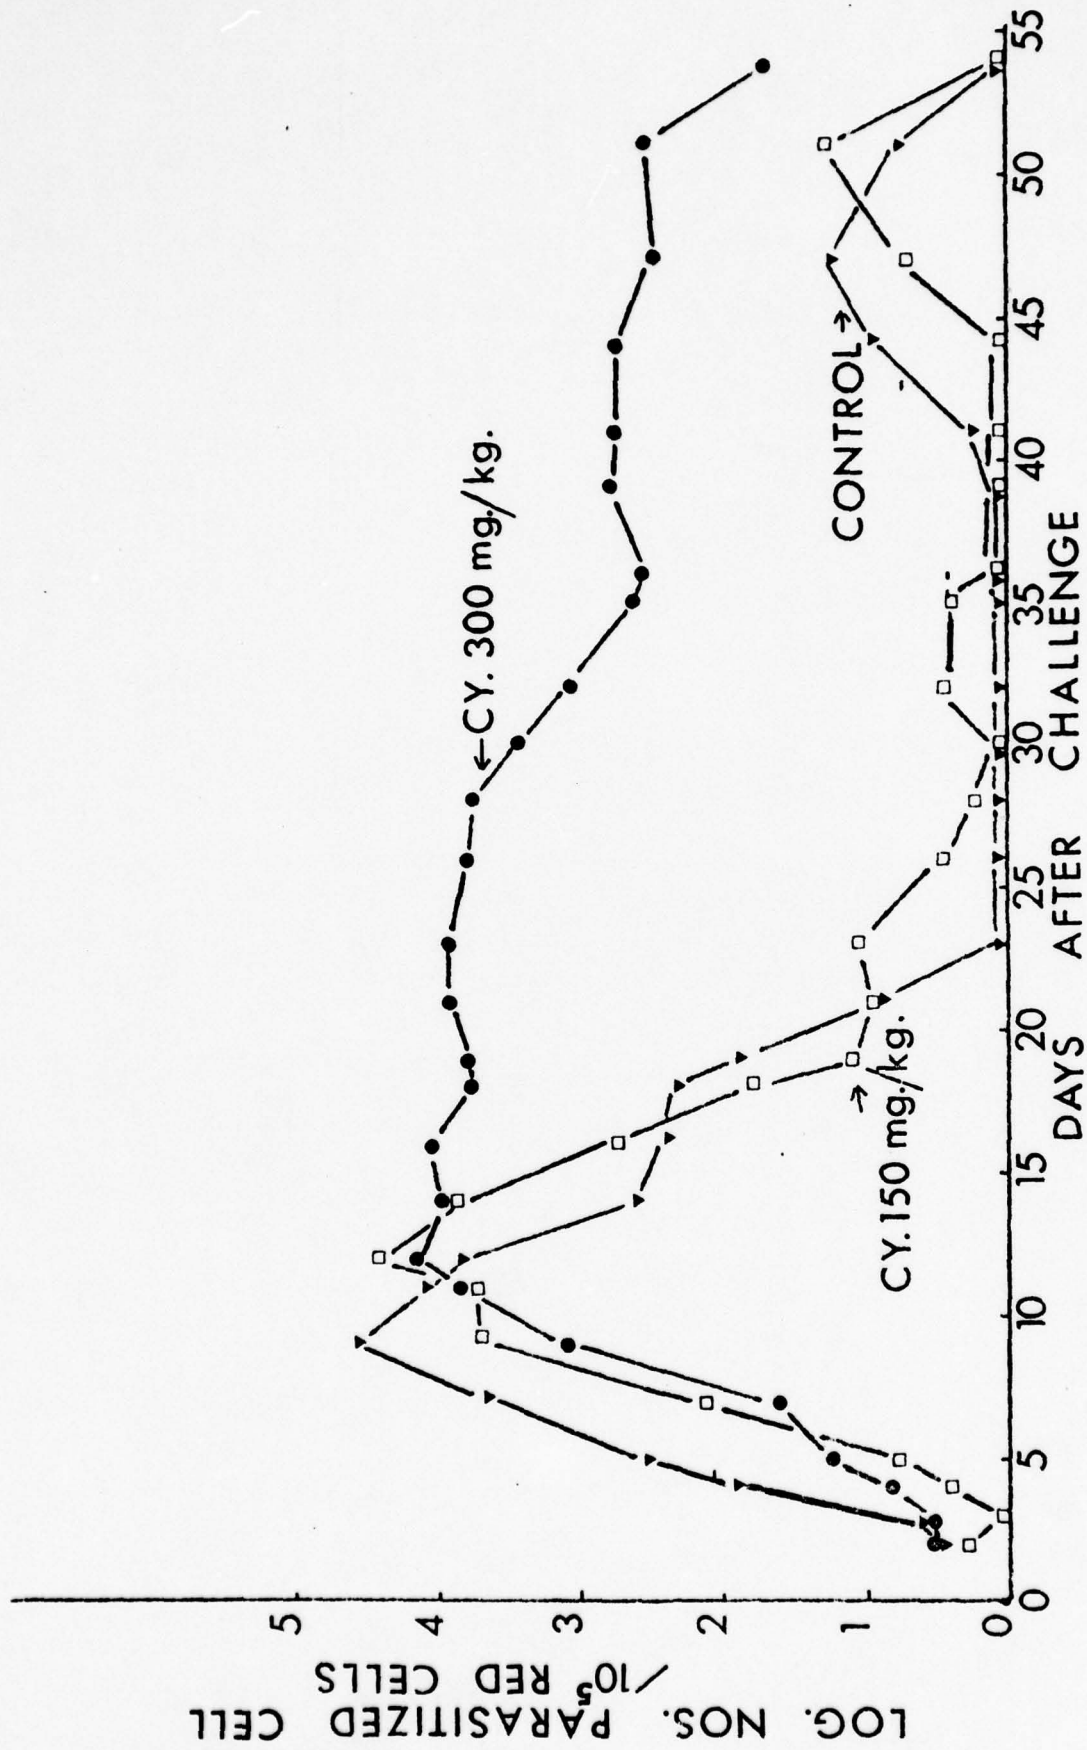 LOG. NOS. PARASITIZED CELL
/10⁵ RED CELLS
5
4
3
2
1
0
←CY. 300 mg./kg.
CONTROL→
CY. 150 mg./kg.
→
0 5 10 15 20 25 30 35 40 45 50 55
DAYS AFTER CHALLENGE